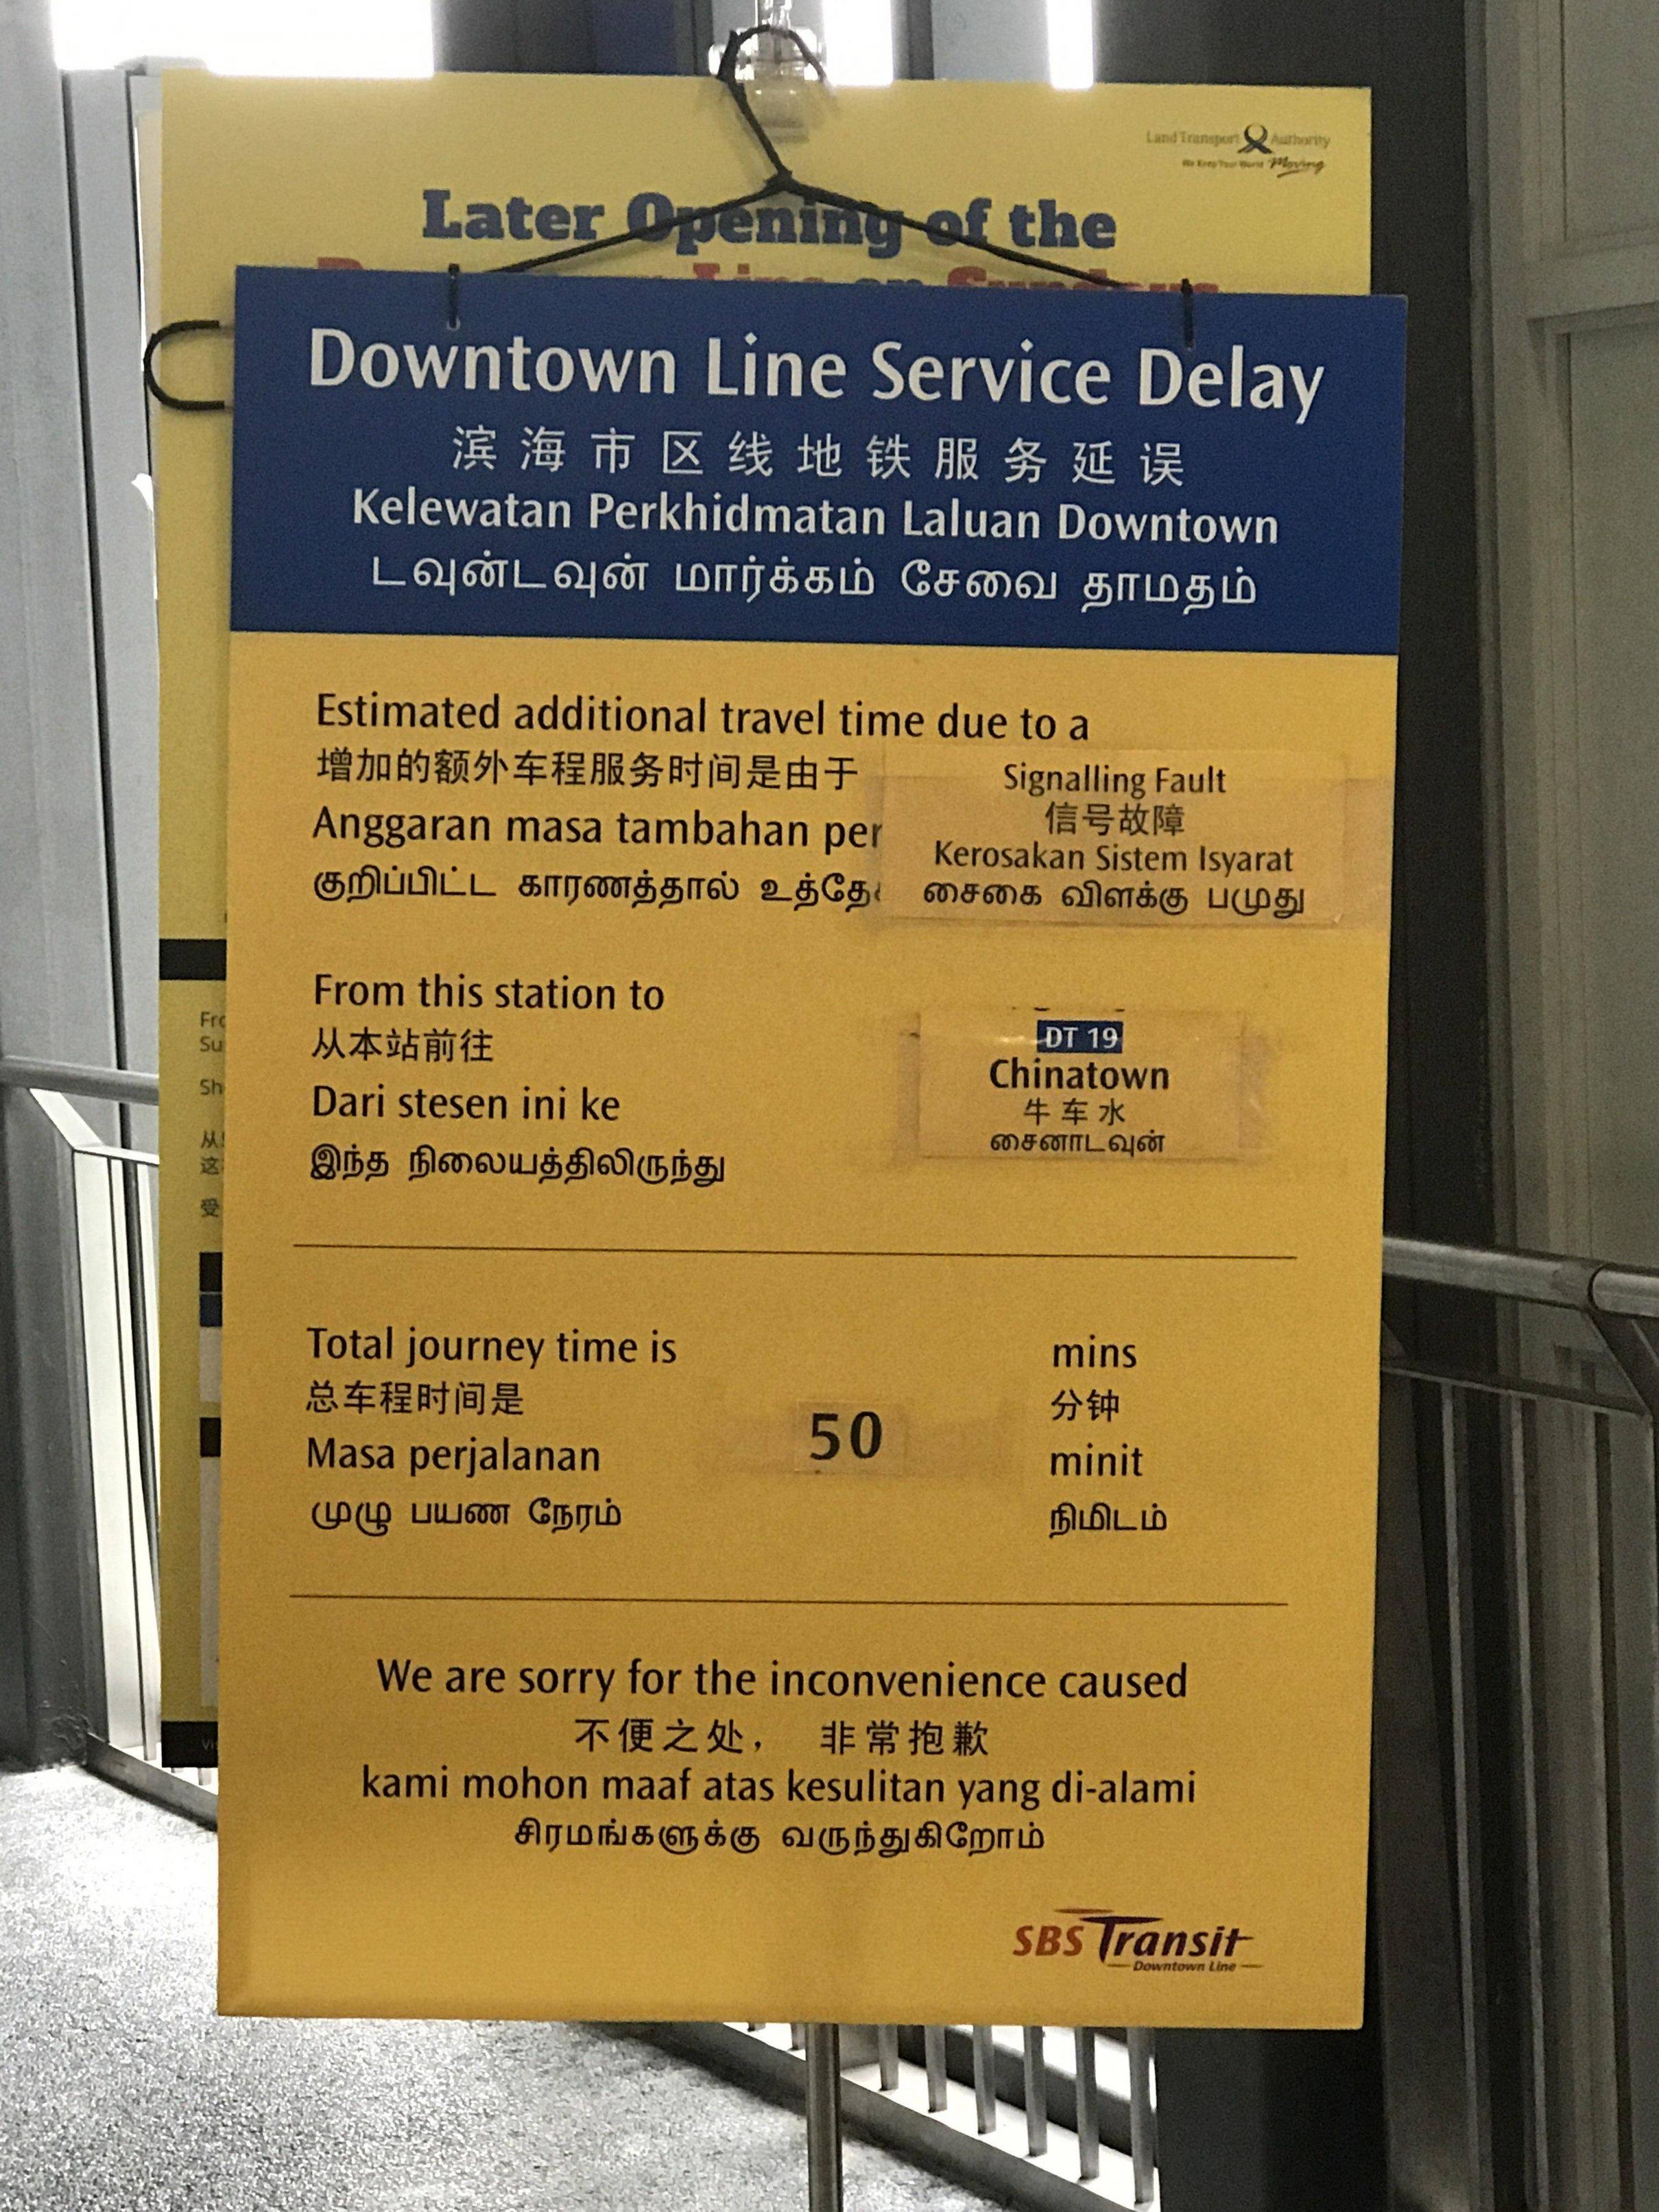 Land Transport Authority
We Keep Your World Moving
Later Opening of the
Downtown Line Service Delay
滨海市区线地铁服务延误
Kelewatan Perkhidmatan Laluan Downtown
டவுன்டவுன் மார்க்கம் சேவை தாமதம்
Estimated additional travel time due to a
增加的额外车程服务时间是由于
Anggaran masa tambahan per
குறிப்பிட்ட காரணத்தால் உத்தே
Signalling Fault
信号故障
Kerosakan Sistem Isyarat
சைகை விளக்கு பழுது
From this station to
从本站前往
Dari stesen ini ke
இந்த நிலையத்திலிருந்து
DT 19
Chinatown
牛车水
சைனாடவுன்
Total journey time is
总车程时间是
Masa perjalanan
முழு பயண நேரம்
50
mins
分钟
minit
நிமிடம்
We are sorry for the inconvenience caused
不便之处， 非常抱歉
kami mohon maaf atas kesulitan yang di-alami
சிரமங்களுக்கு வருந்துகிறோம்
SBS Transit
Downtown Line